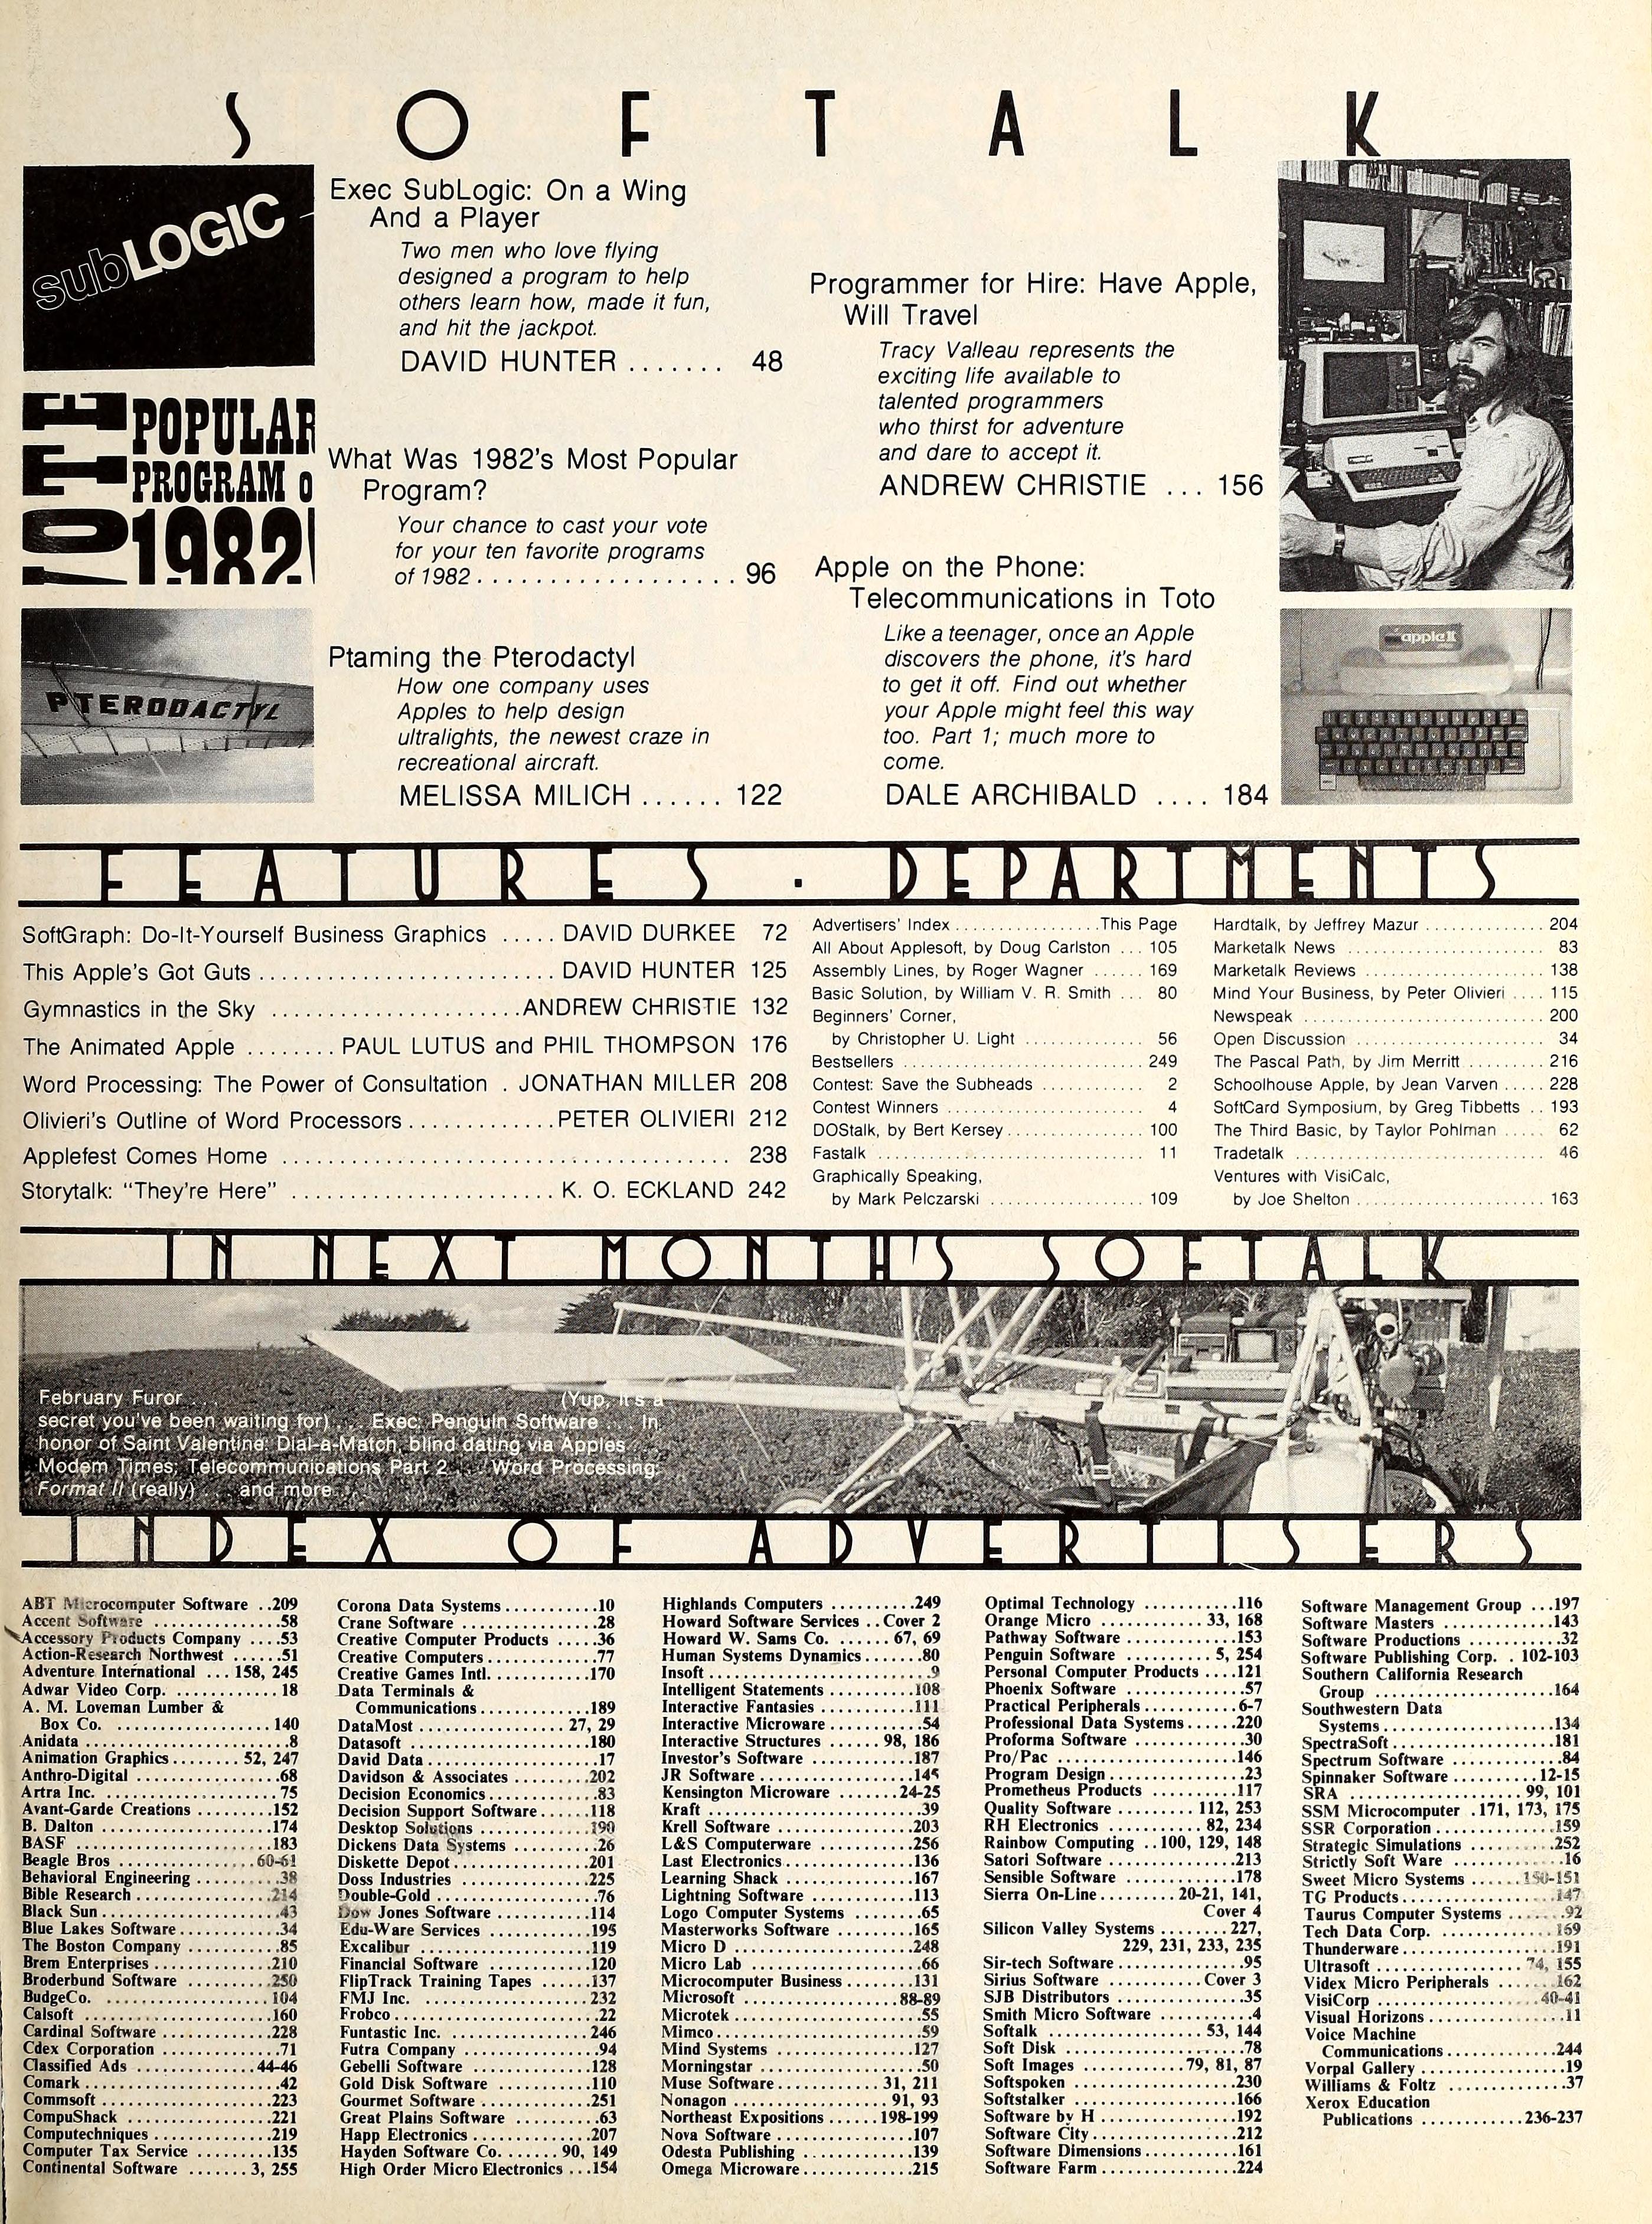 S O F T A L K
subLOGIC
Exec SubLogic: On a Wing
And a Player
Two men who love flying
designed a program to help
others learn how, made it fun,
and hit the jackpot.
DAVID HUNTER ....... 48
VOTE
POPULAR
PROGRAM O
1982
What Was 1982's Most Popular
Program?
Your chance to cast your vote
for your ten favorite programs
of 1982................... 96
PTERODACTYL
Ptaming the Pterodactyl
How one company uses
Apples to help design
ultralights, the newest craze in
recreational aircraft.
MELISSA MILICH ...... 122
Programmer for Hire: Have Apple,
Will Travel
Tracy Valleau represents the
exciting life available to
talented programmers
who thirst for adventure
and dare to accept it.
ANDREW CHRISTIE ... 156
Apple on the Phone:
Telecommunications in Toto
Like a teenager, once an Apple
discovers the phone, it's hard
to get it off. Find out whether
your Apple might feel this way
too. Part 1; much more to
come.
DALE ARCHIBALD .... 184
apple II
FEATURES · DEPARTMENTS
SoftGraph: Do-It-Yourself Business Graphics ..... DAVID DURKEE 72
This Apple's Got Guts ........................... DAVID HUNTER 125
Gymnastics in the Sky .......................ANDREW CHRISTIE 132
The Animated Apple ........ PAUL LUTUS and PHIL THOMPSON 176
Word Processing: The Power of Consultation . JONATHAN MILLER 208
Olivieri's Outline of Word Processors..............PETER OLIVIERI 212
Applefest Comes Home ........................................ 238
Storytalk: "They're Here" ........................ K. O. ECKLAND 242
Advertisers' Index ..................This Page
All About Applesoft, by Doug Carlston ... 105
Assembly Lines, by Roger Wagner ...... 169
Basic Solution, by William V. R. Smith ... 80
Beginners' Corner,
by Christopher U. Light ............... 56
Bestsellers ............................. 249
Contest: Save the Subheads ............ 2
Contest Winners ........................ 4
DOStalk, by Bert Kersey................. 100
Fastalk ................................ 11
Graphically Speaking,
by Mark Pelczarski ................... 109
Hardtalk, by Jeffrey Mazur .............. 204
Marketalk News ........................ 83
Marketalk Reviews ...................... 138
Mind Your Business, by Peter Olivieri .... 115
Newspeak .............................. 200
Open Discussion ........................ 34
The Pascal Path, by Jim Merritt .......... 216
Schoolhouse Apple, by Jean Varven ..... 228
SoftCard Symposium, by Greg Tibbetts .. 193
The Third Basic, by Taylor Pohlman ..... 62
Tradetalk .............................. 46
Ventures with VisiCalc,
by Joe Shelton ........................ 163
IN NEXT MONTH'S SOFTALK
February Furor . . . (Yup, it's a
secret you've been waiting for) . . . Exec: Penguin Software . . . In
honor of Saint Valentine: Dial-a-Match, blind dating via Apples . . .
Modem Times; Telecommunications Part 2 . . . Word Processing:
Format II (really) . . . and more . . .
INDEX OF ADVERTISERS
ABT Microcomputer Software ..209
Accent Software ................58
Accessory Products Company ....53
Action-Research Northwest ......51
Adventure International ...158, 245
Adwar Video Corp. .............18
A. M. Loveman Lumber &
Box Co. ....................140
Anidata .........................8
Animation Graphics........52, 247
Anthro-Digital .................68
Artra Inc. .....................75
Avant-Garde Creations .........152
B. Dalton .....................174
BASF .........................183
Beagle Bros .................60-61
Behavioral Engineering .........38
Bible Research ................214
Black Sun......................43
Blue Lakes Software............34
The Boston Company ...........85
Brem Enterprises ..............210
Broderbund Software ..........250
BudgeCo. ....................104
Calsoft .......................160
Cardinal Software .............228
Cdex Corporation ..............71
Classified Ads ..............44-46
Comark........................42
Commsoft....................223
CompuShack .................221
Computechniques .............219
Computer Tax Service .........135
Continental Software .......3, 255
Corona Data Systems...........10
Crane Software ................28
Creative Computer Products .....36
Creative Computers.............77
Creative Games Intl. ..........170
Data Terminals &
Communications.............189
DataMost .................27, 29
Datasoft .....................180
David Data....................17
Davidson & Associates ........202
Decision Economics............83
Decision Support Software......118
Desktop Solutions ............190
Dickens Data Systems ..........26
Diskette Depot................201
Doss Industries ...............225
Double-Gold ..................76
Dow Jones Software ...........114
Edu-Ware Services ............195
Excalibur ....................119
Financial Software ............120
FlipTrack Training Tapes ......137
FMJ Inc. ....................232
Frobco........................22
Funtastic Inc. ................246
Futra Company ................94
Gebelli Software ..............128
Gold Disk Software ...........110
Gourmet Software.............251
Great Plains Software ..........63
Happ Electronics..............207
Hayden Software Co.......90, 149
High Order Micro Electronics ...154
Highlands Computers ..........249
Howard Software Services ..Cover 2
Howard W. Sams Co. ......67, 69
Human Systems Dynamics.......80
Insoft .........................9
Intelligent Statements ..........108
Interactive Fantasies ...........111
Interactive Microware...........54
Interactive Structures ......98, 186
Investor's Software ............187
JR Software..................145
Kensington Microware .......24-25
Kraft ........................39
Krell Software ................203
L&S Computerware ...........256
Last Electronics...............136
Learning Shack ...............167
Lightning Software ............113
Logo Computer Systems ........65
Masterworks Software .........165
Micro D .....................248
Micro Lab ....................66
Microcomputer Business........131
Microsoft ..................88-89
Microtek......................55
Mimco.......................59
Mind Systems ................127
Morningstar ...................50
Muse Software............31, 211
Nonagon ..................91, 93
Northeast Expositions ......198-199
Nova Software ................107
Odesta Publishing .............139
Omega Microware.............215
Optimal Technology ...........116
Orange Micro ............33, 168
Pathway Software .............153
Penguin Software ..........5, 254
Personal Computer Products ....121
Phoenix Software ..............57
Practical Peripherals...........6-7
Professional Data Systems......220
Proforma Software .............30
Pro/Pac .....................146
Program Design................23
Prometheus Products ..........117
Quality Software .........112, 253
RH Electronics ............82, 234
Rainbow Computing ..100, 129, 148
Satori Software ...............213
Sensible Software .............178
Sierra On-Line.........20-21, 141,
Cover 4
Silicon Valley Systems ........227,
229, 231, 233, 235
Sir-tech Software...............95
Sirius Software ............Cover 3
SJB Distributors ...............35
Smith Micro Software ...........4
Softalk ..................53, 144
Soft Disk .....................78
Soft Images ...........79, 81, 87
Softspoken ..................230
Softstalker ...................166
Software by H ................192
Software City.................212
Software Dimensions...........161
Software Farm................224
Software Management Group ...197
Software Masters .............143
Software Productions ...........32
Software Publishing Corp. . 102-103
Southern California Research
Group .....................164
Southwestern Data
Systems....................134
SpectraSoft..................181
Spectrum Software .............84
Spinnaker Software ..........12-15
SRA ....................99, 101
SSM Microcomputer .171, 173, 175
SSR Corporation..............159
Strategic Simulations ..........252
Strictly Soft Ware .............16
Sweet Micro Systems ......150-151
TG Products..................147
Taurus Computer Systems .......92
Tech Data Corp. .............169
Thunderware.................191
Ultrasoft .................74, 155
Videx Micro Peripherals .......162
VisiCorp ...................40-41
Visual Horizons................11
Voice Machine
Communications.............244
Vorpal Gallery.................19
Williams & Foltz ..............37
Xerox Education
Publications ............236-237